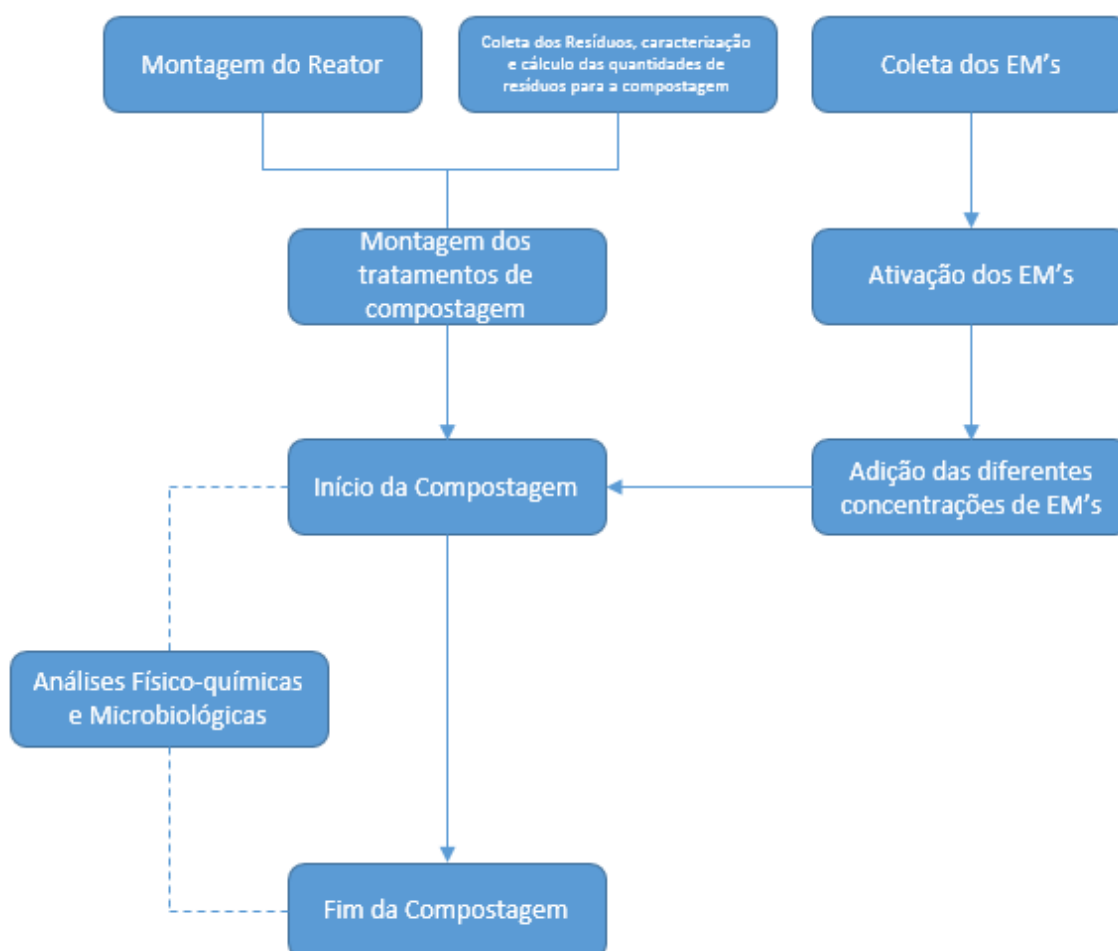 Montagem do Reator
Coleta dos Resíduos, caracterização
e cálculo das quantidades de
resíduos para a compostagem
Coleta dos EM's
Montagem dos
tratamentos de
compostagem
Ativação dos EM's
Início da Compostagem
Adição das diferentes
concentrações de EM's
Análises Físico-químicas
e Microbiológicas
Fim da Compostagem